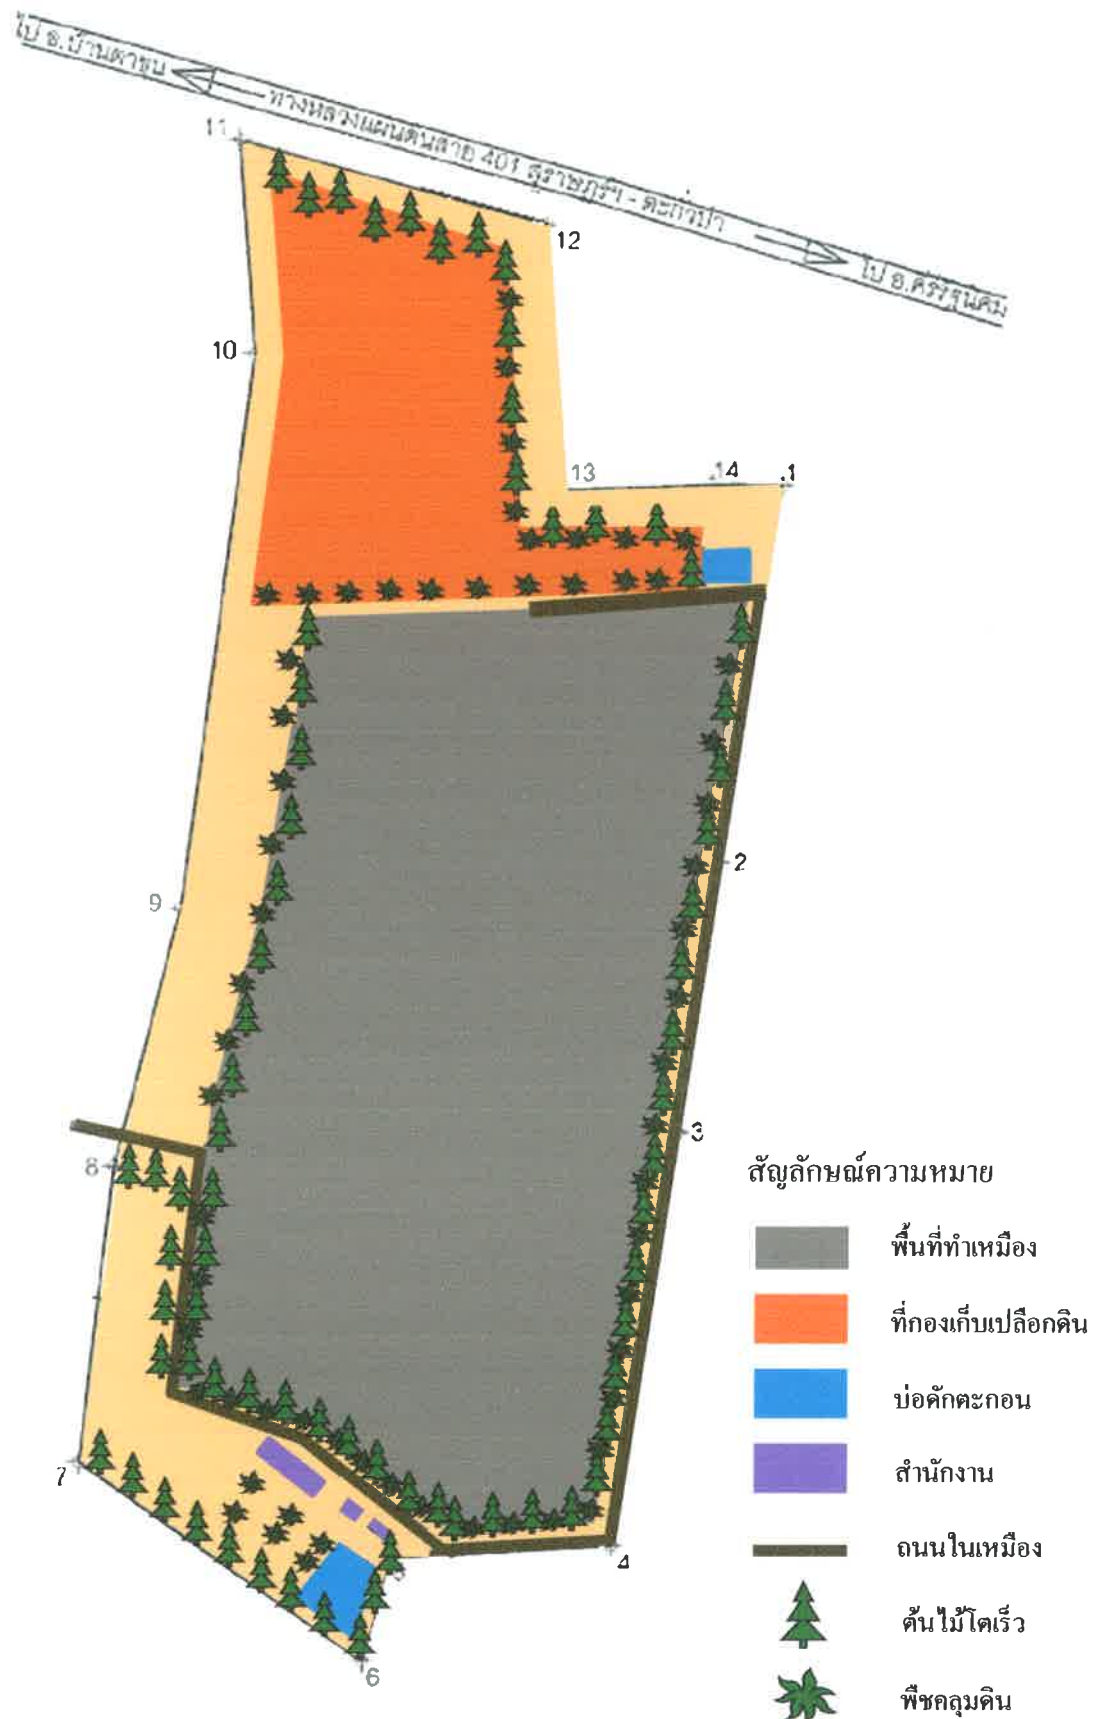 ไป อ.บ้านตาขุน
ทางหลวงแผ่นดินสาย 401 สุราษฎร์ฯ - ตะกั่วป่า
ไป อ.คีรีรัฐนิคม
11
12
10
13
14
1
2
9
3
8
7
4
6
สัญลักษณ์ความหมาย
พื้นที่ทำเหมือง
ที่กองเก็บเปลือกดิน
บ่อดักตะกอน
สำนักงาน
ถนนในเหมือง
ต้นไม้โตเร็ว
พืชคลุมดิน